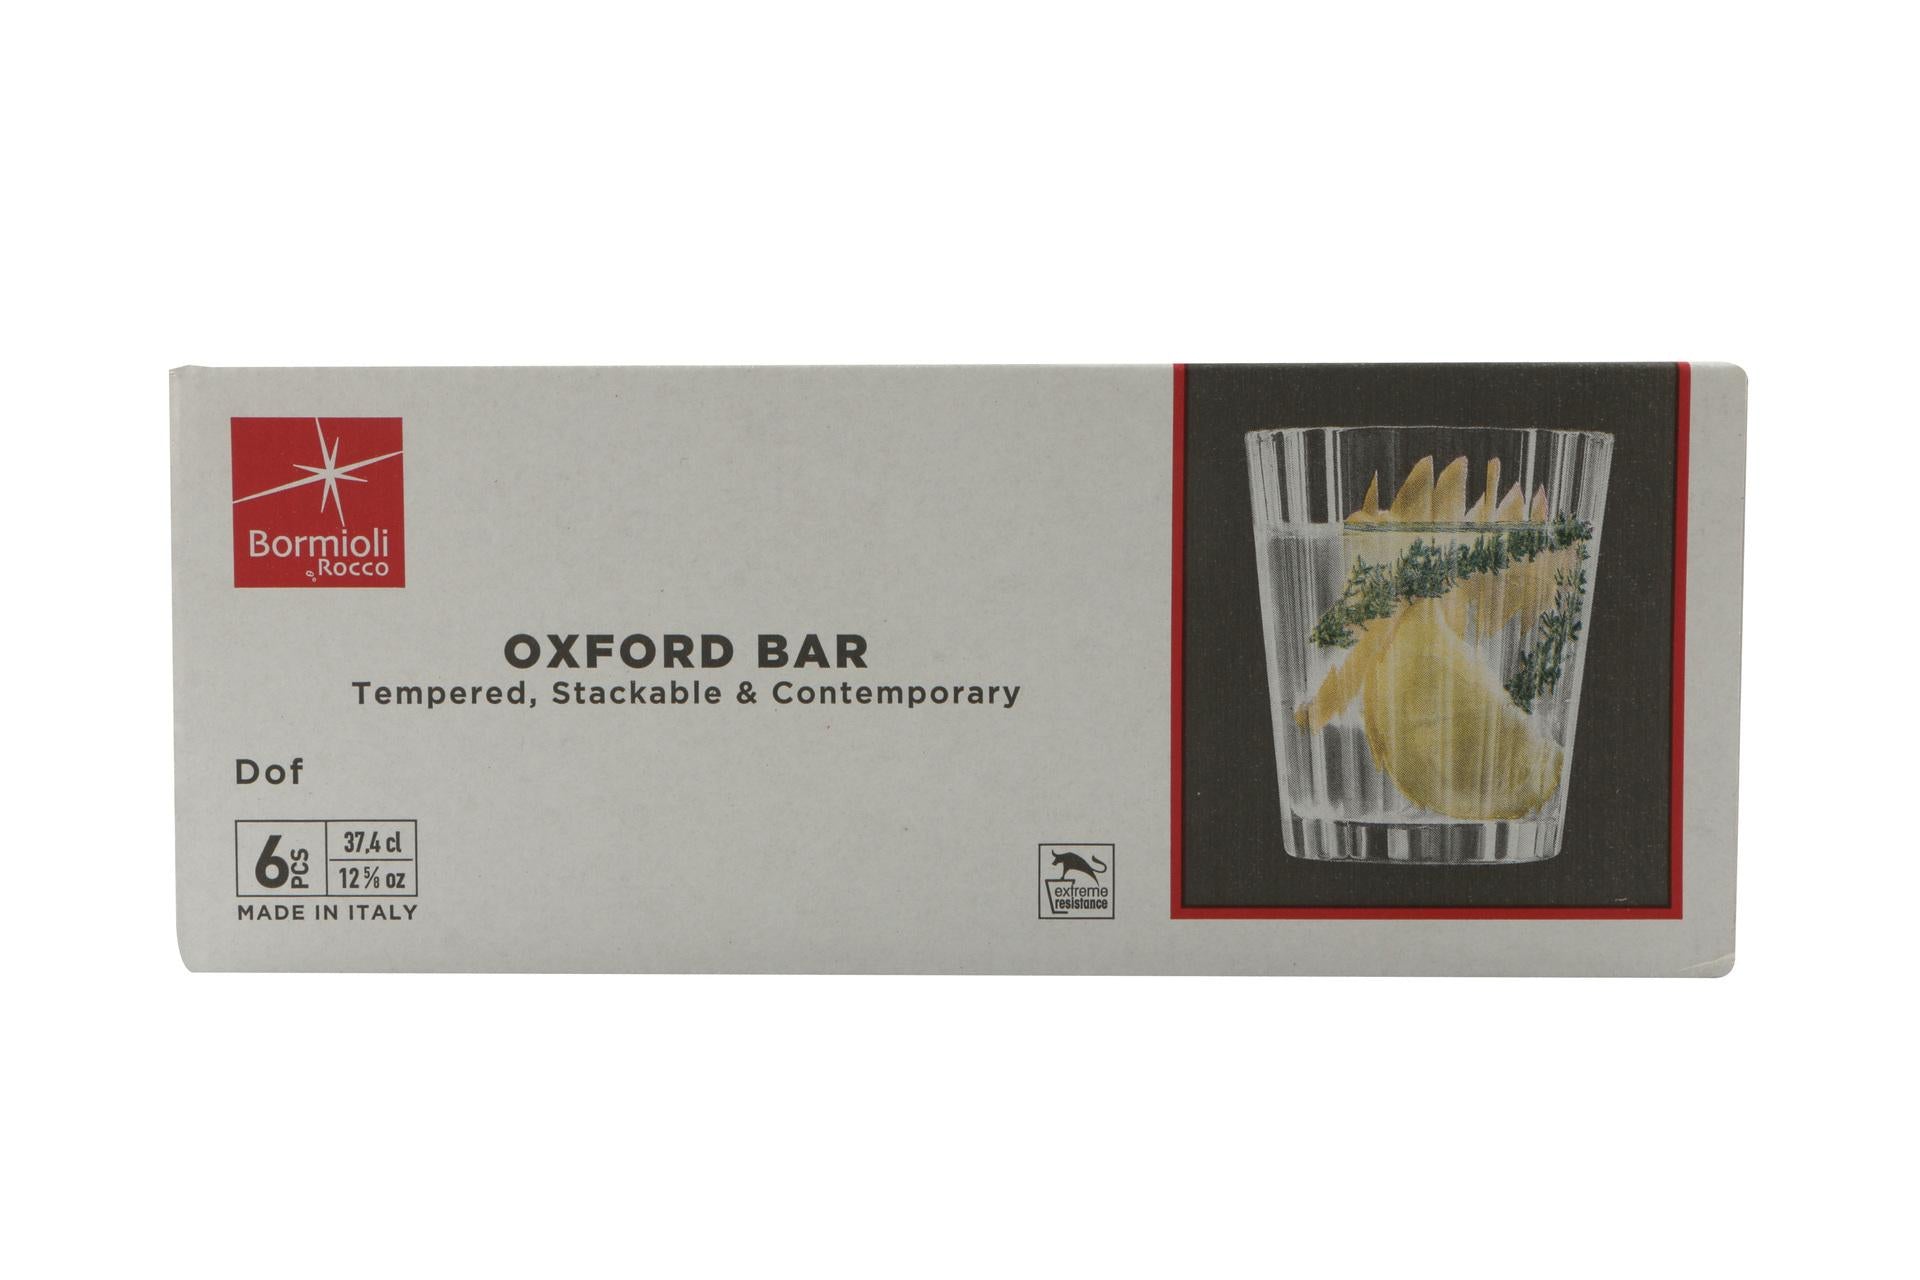 Bormioli
Rocco
OXFORD BAR
Tempered, Stackable & Contemporary
Dof
6 PCS
37,4 cl
12 ⅝ oz
MADE IN ITALY
extreme
resistance